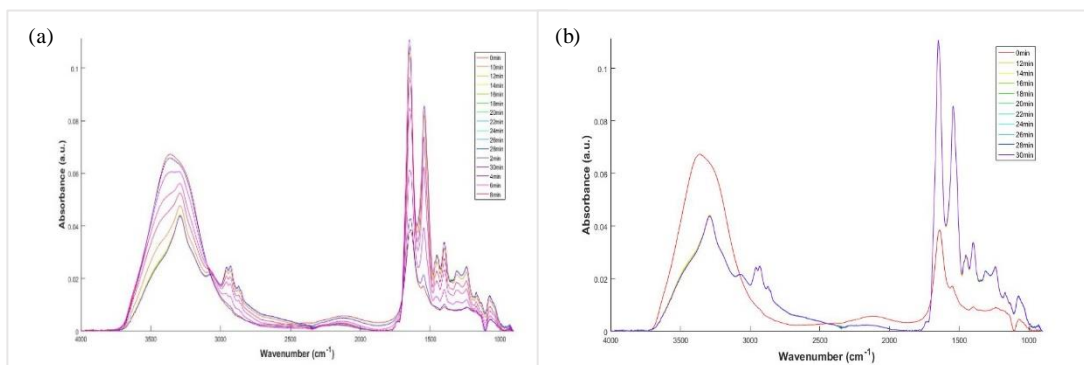 (a)
Absorbance (a.u.)
0.1
0.08
0.06
0.04
0.02
0
4000 3500 3000 2500 2000 1500 1000
Wavenumber (cm-1)
0min
10min
12min
14min
16min
18min
20min
22min
24min
26min
28min
2min
30min
4min
6min
8min
(b)
Absorbance (a.u.)
0.1
0.08
0.06
0.04
0.02
0
4000 3500 3000 2500 2000 1500 1000
Wavenumber (cm-1)
0min
12min
14min
16min
18min
20min
22min
24min
26min
28min
30min